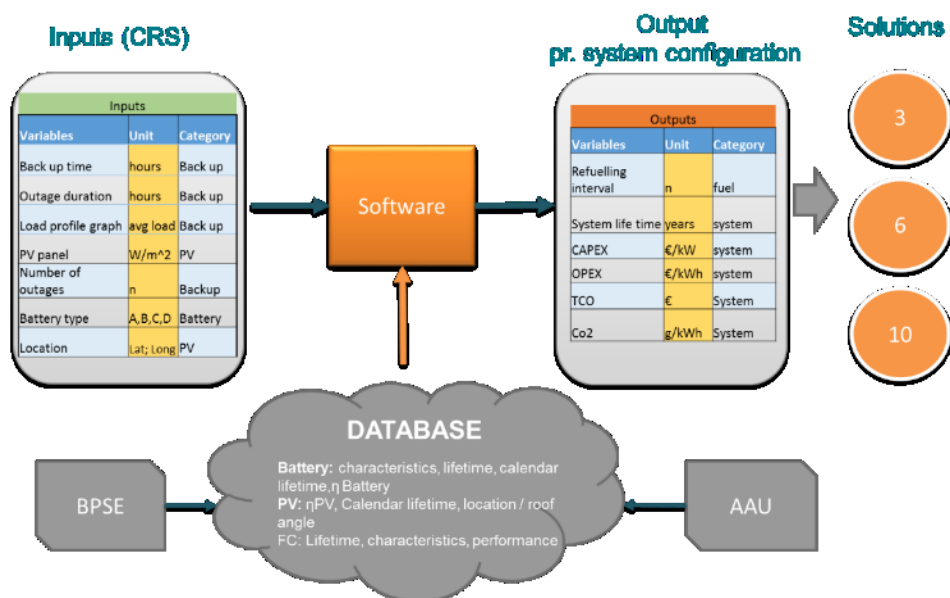 Inputs (CRS)
Output
pr. system configuration
Solutions
Inputs
Variables Unit Category
Back up time hours Back up
Outage duration hours Back up
Load profile graph avg load Back up
PV panel W/m^2 PV
Number of
outages n Backup
Battery type A,B,C,D Battery
Location Lat; Long PV
Software
Outputs
Variables Unit Category
Refuelling
interval n fuel
System life time years system
CAPEX €/kW system
OPEX €/kWh system
TCO € System
Co2 g/kWh System
3
6
10
DATABASE
Battery: characteristics, lifetime, calendar
lifetime,η Battery
PV: ηPV, Calendar lifetime, location / roof
angle
FC: Lifetime, characteristics, performance
BPSE
AAU